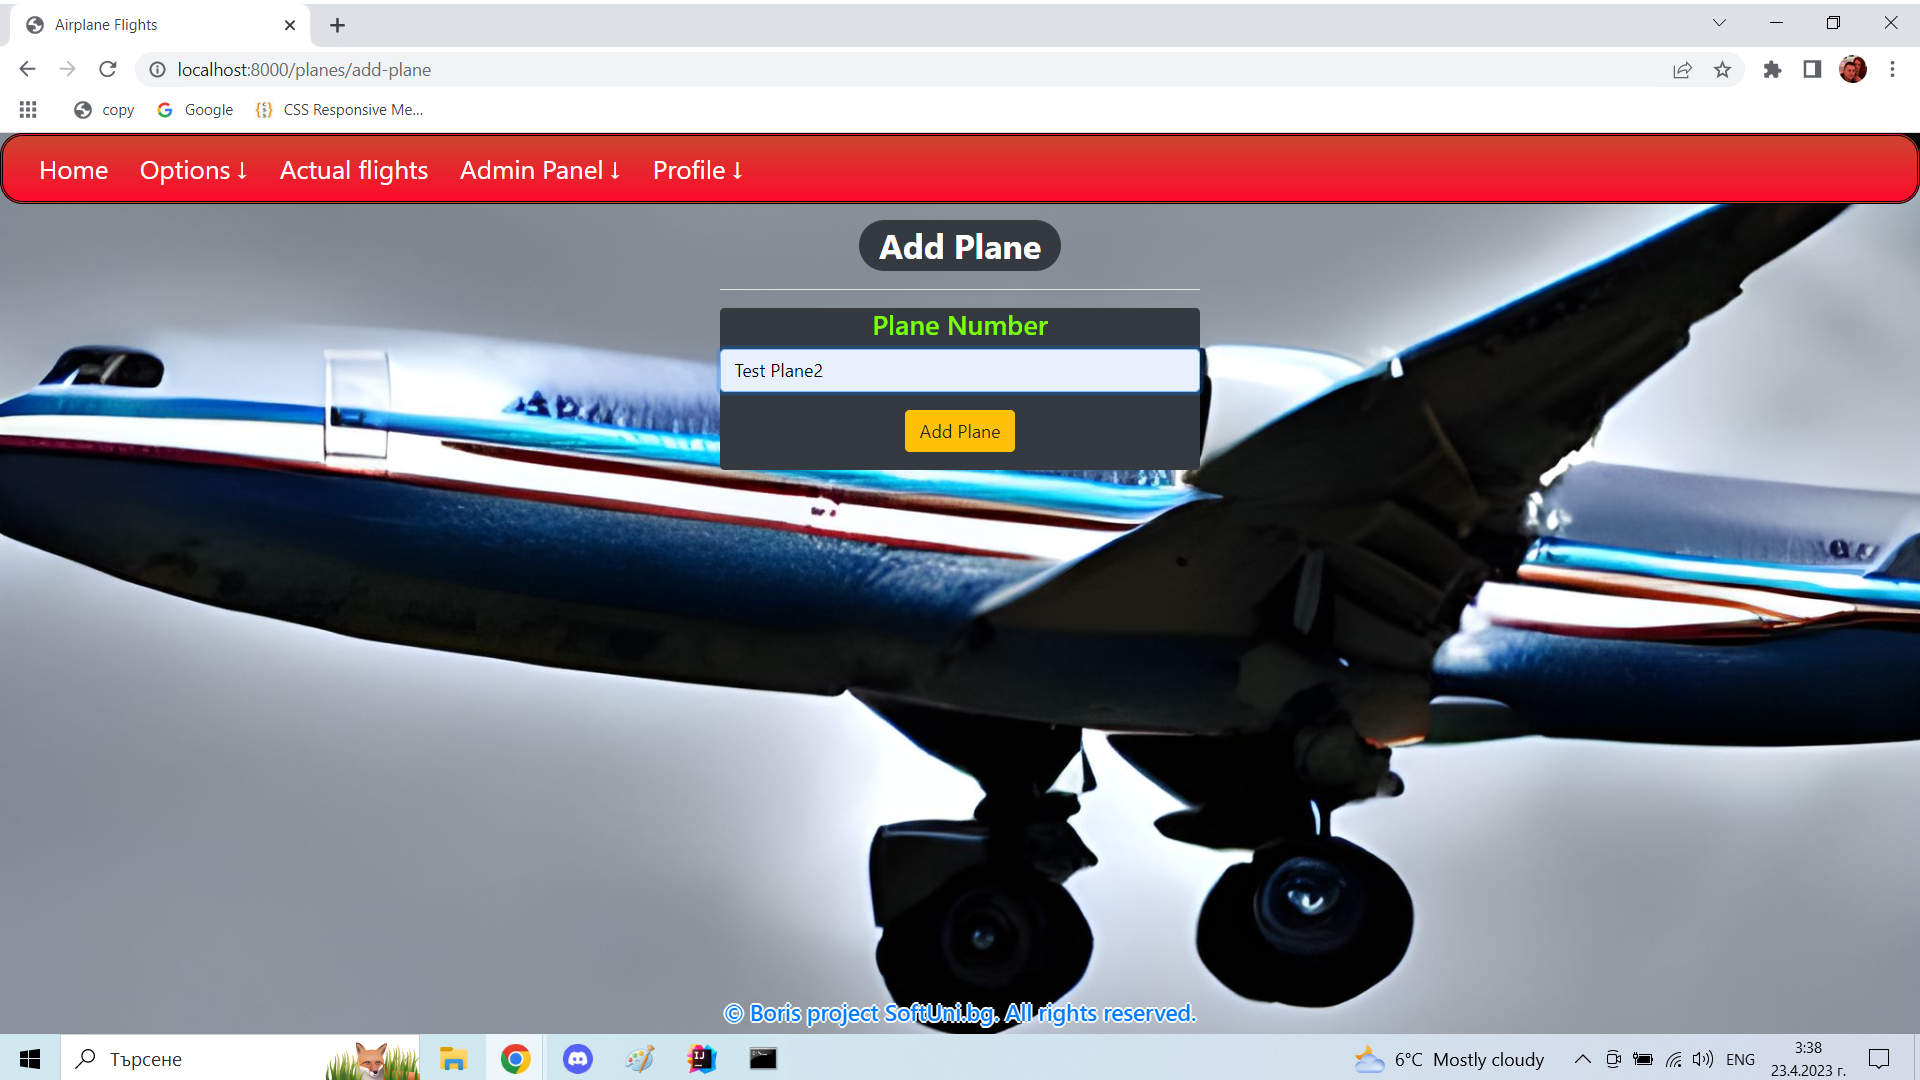 Airplane Flights
localhost:8000/planes/add-plane
copy Google CSS Responsive Me...
Home Options ↓ Actual flights Admin Panel ↓ Profile ↓
Add Plane
Plane Number
Test Plane2
Add Plane
© Boris project SoftUni.bg. All rights reserved.
Търсене
6°C Mostly cloudy
ENG
3:38
23.4.2023 г.